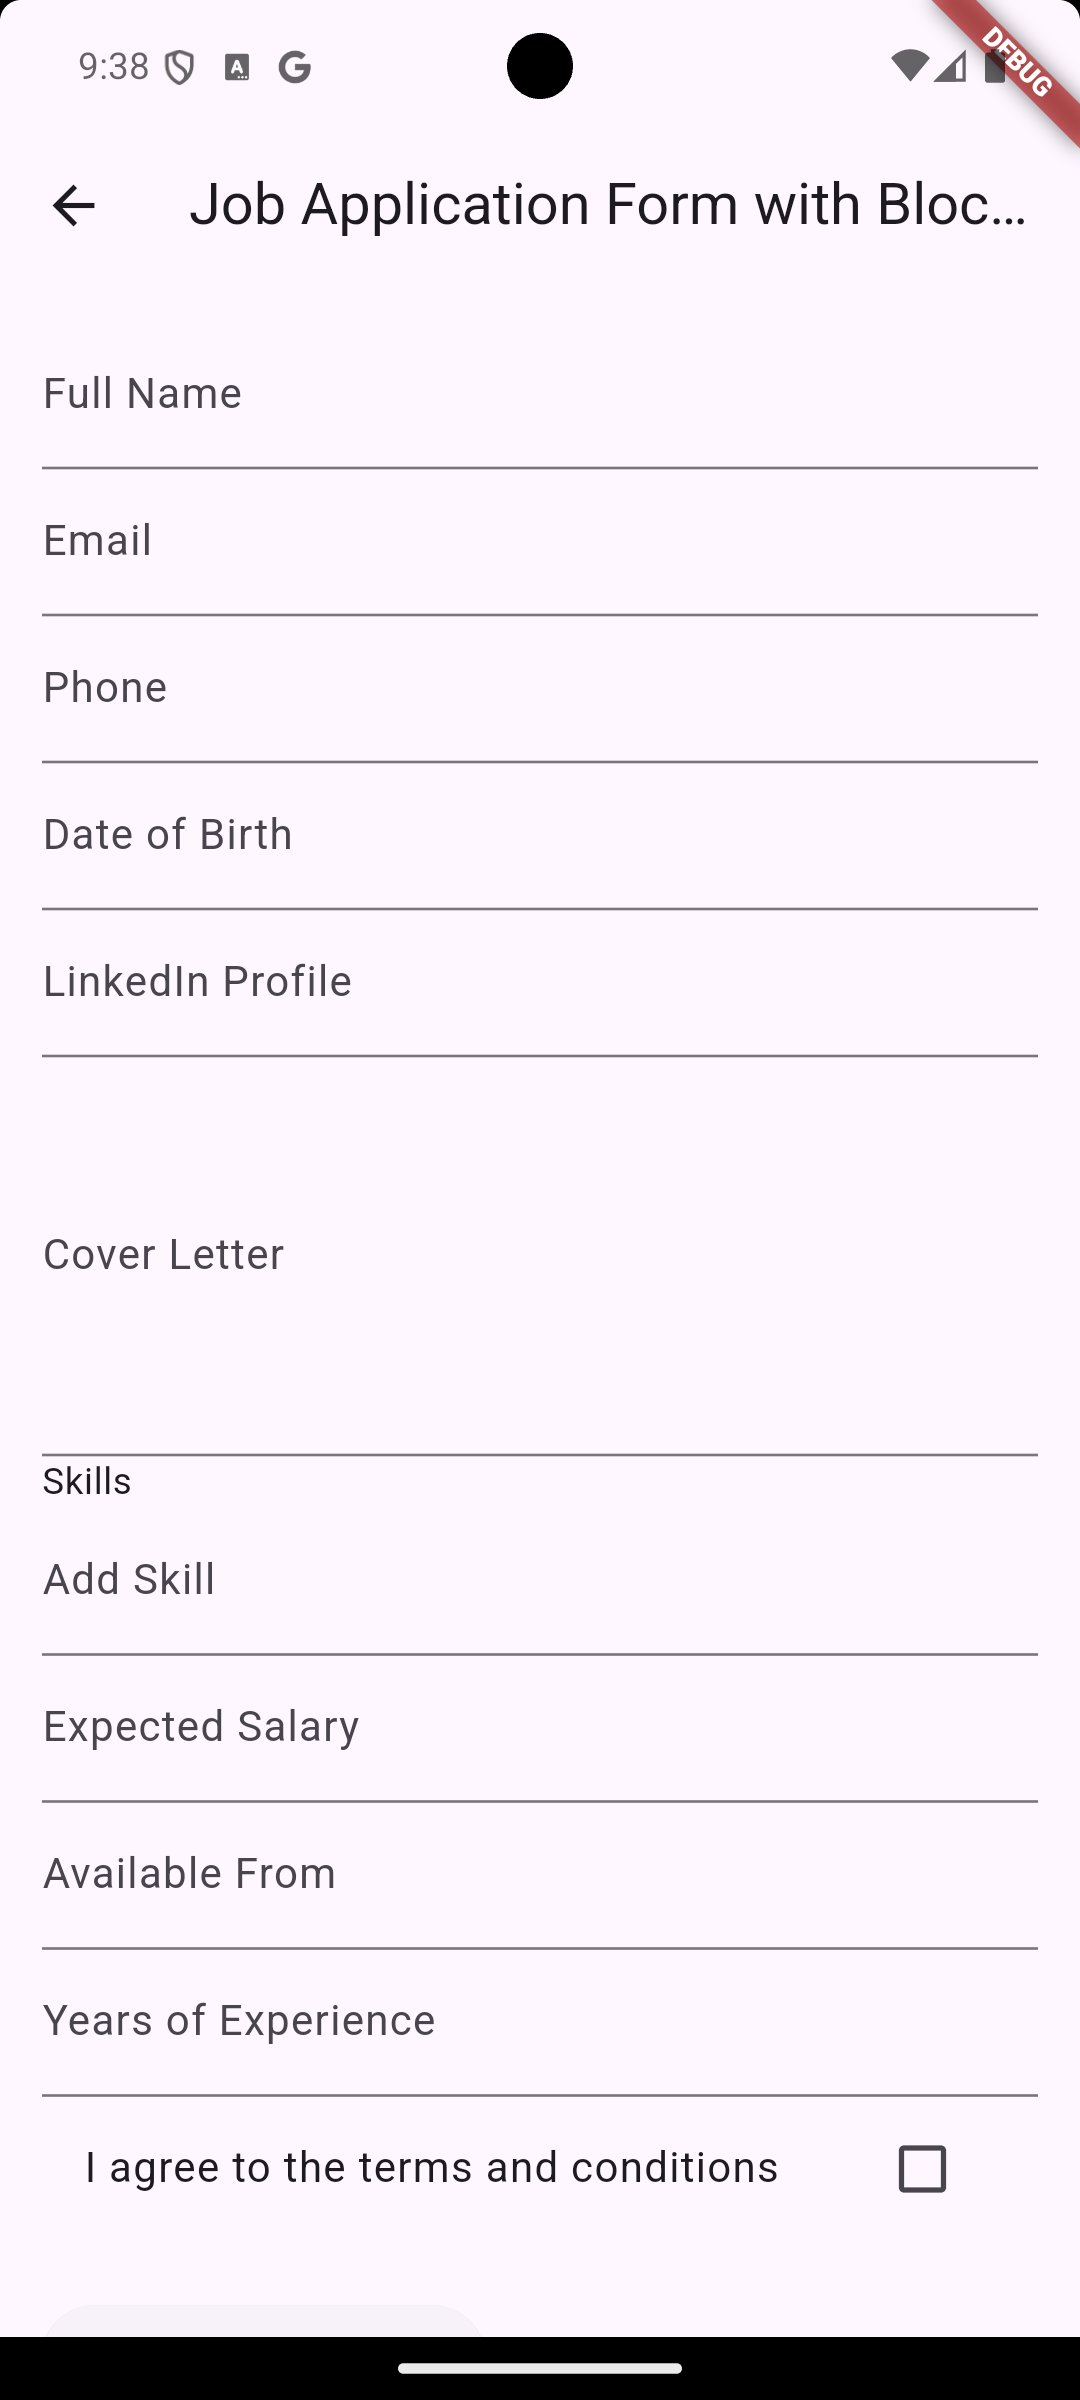 9:38
DEBUG
Job Application Form with Bloc...
Full Name
Email
Phone
Date of Birth
LinkedIn Profile
Cover Letter
Skills
Add Skill
Expected Salary
Available From
Years of Experience
I agree to the terms and conditions